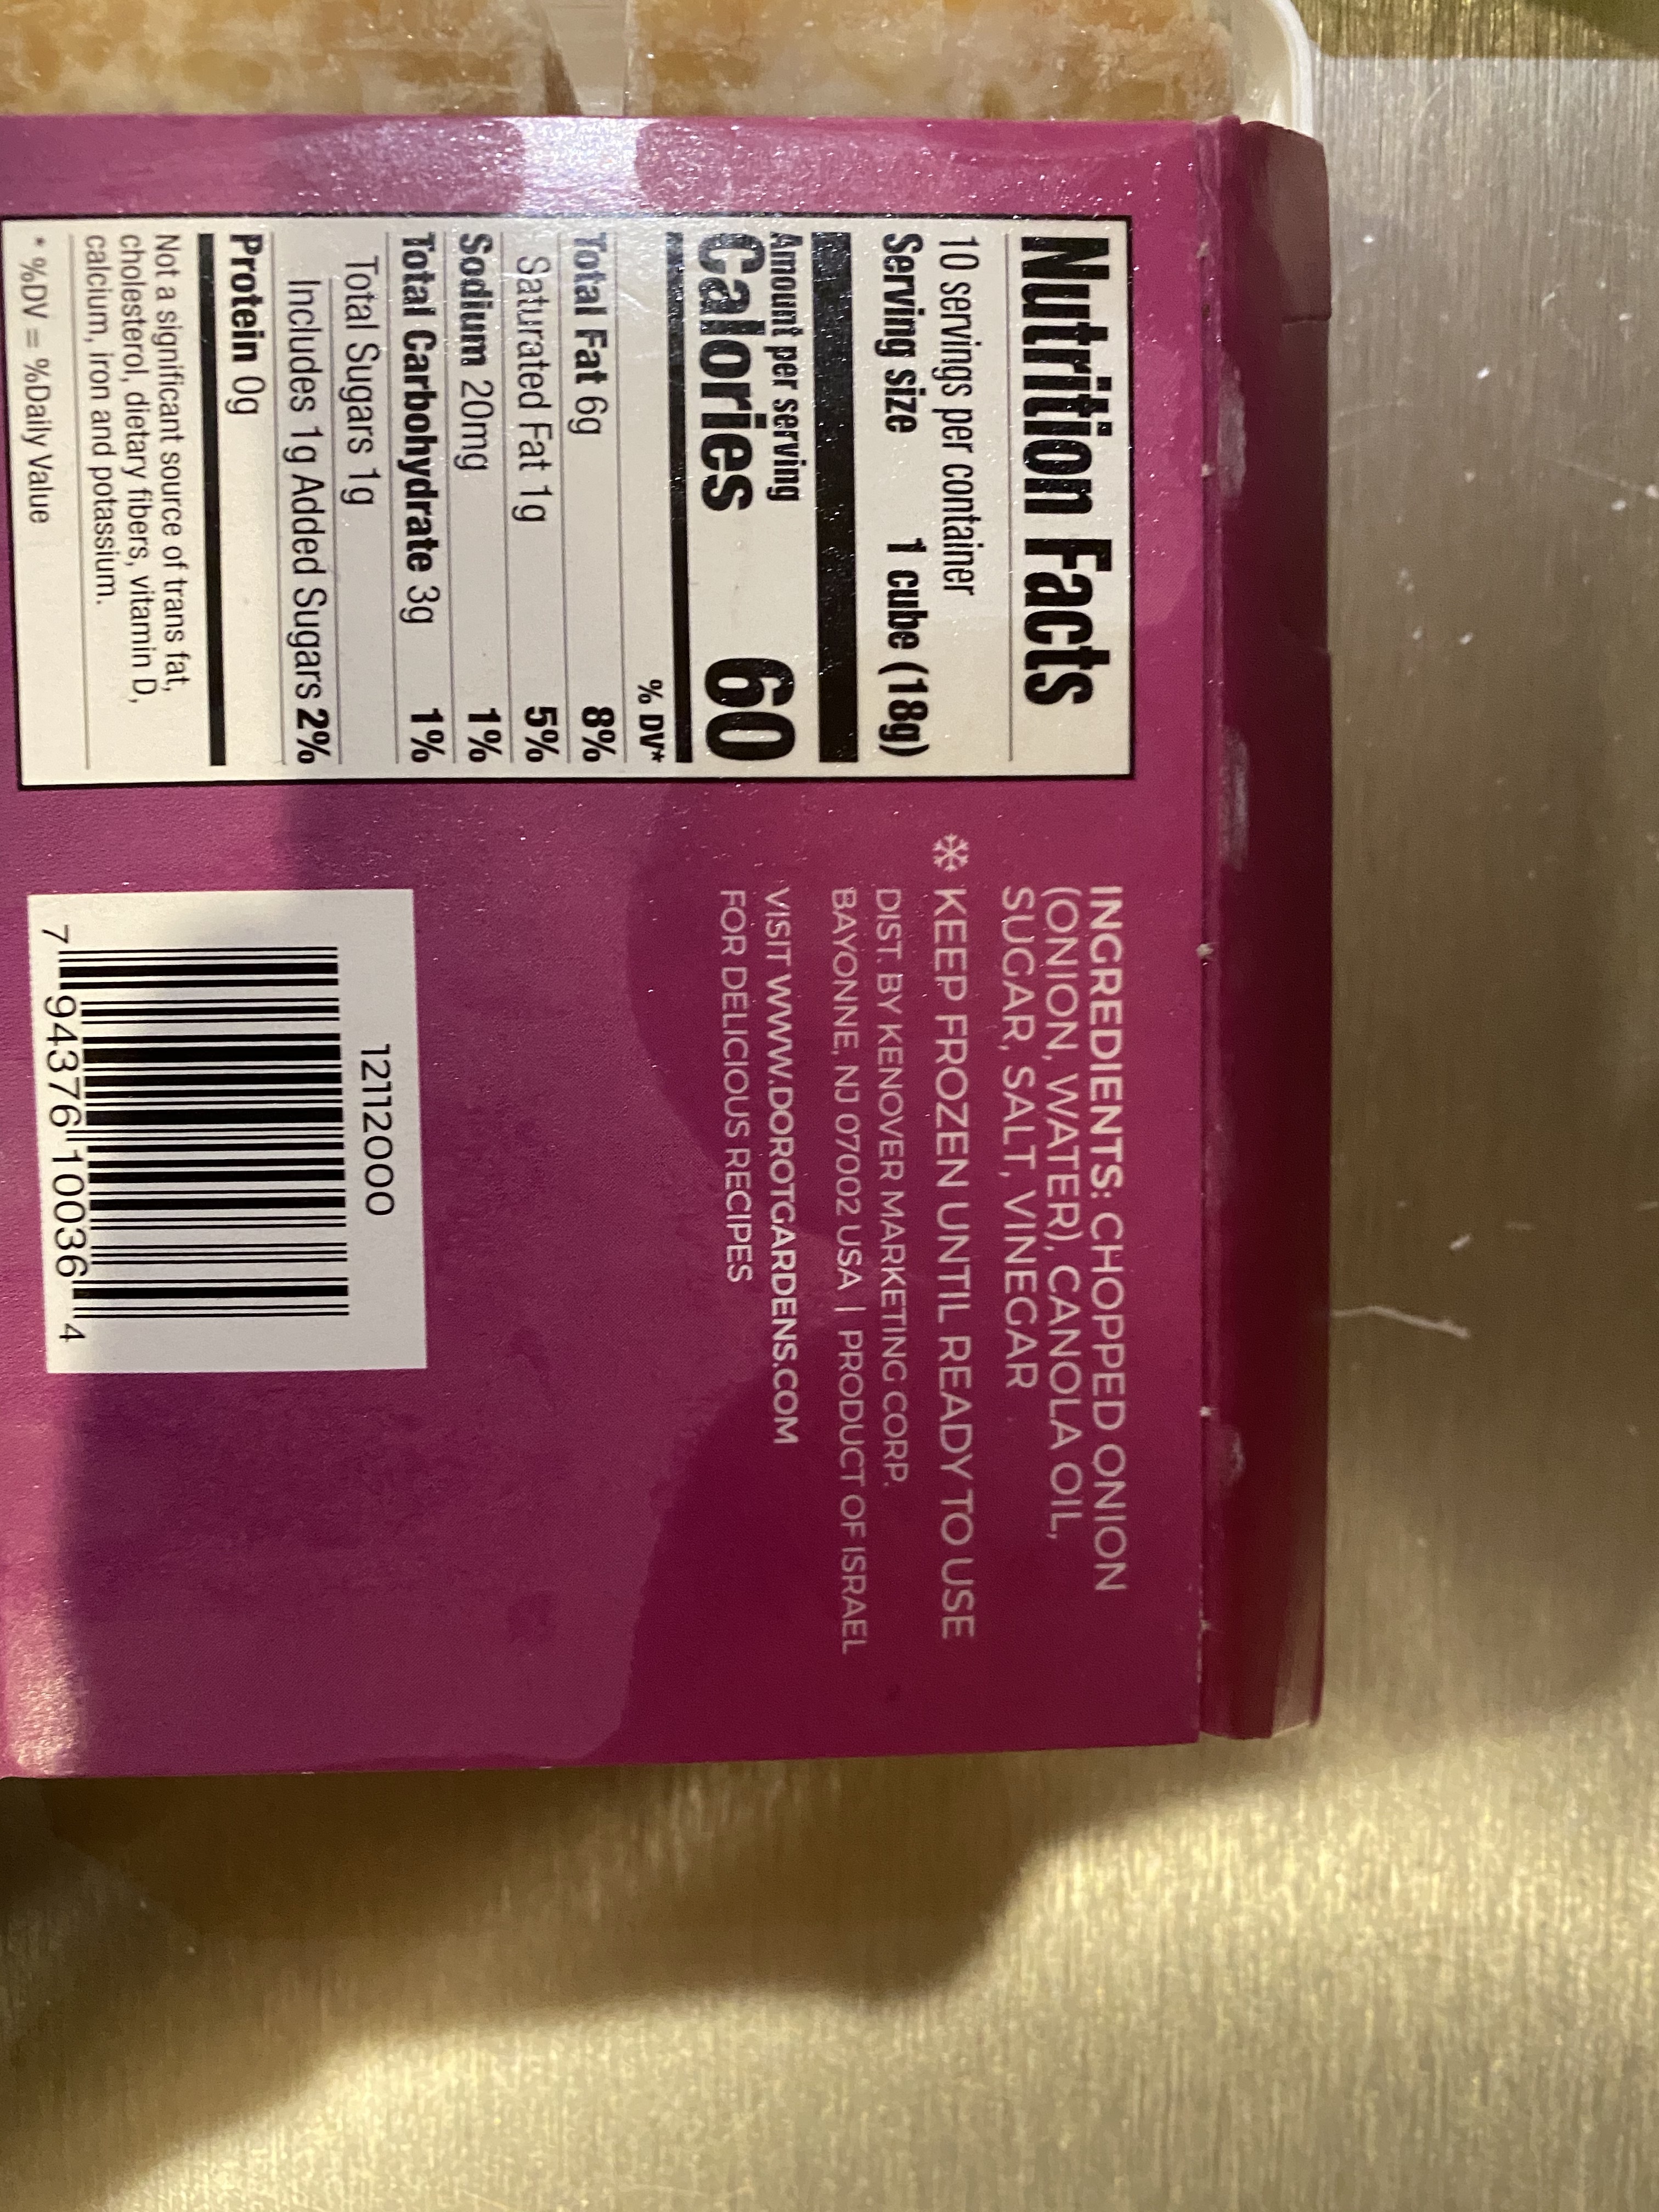 Nutrition Facts
10 servings per container
Serving size 1 cube (18g)
Amount per serving
Calories 60
% DV*
Total Fat 6g 8%
Saturated Fat 1g 5%
Sodium 20mg 1%
Total Carbohydrate 3g 1%
Total Sugars 1g
Includes 1g Added Sugars 2%
Protein 0g
Not a significant source of trans fat,
cholesterol, dietary fibers, vitamin D,
calcium, iron and potassium.
* %DV = %Daily Value
INGREDIENTS: CHOPPED ONION
(ONION, WATER), CANOLA OIL,
SUGAR, SALT, VINEGAR
KEEP FROZEN UNTIL READY TO USE
DIST. BY KENOVER MARKETING CORP.
BAYONNE, NJ 07002 USA | PRODUCT OF ISRAEL
VISIT WWW.DOROTGARDENS.COM
FOR DELICIOUS RECIPES
12112000
7 94376 10036 4